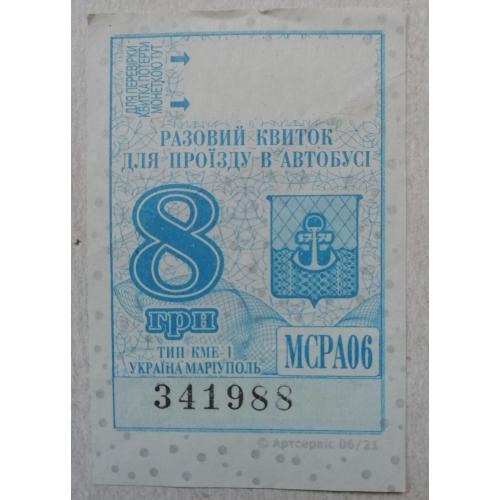 ДЛЯ ПЕРЕВІРКИ
КВИТКА ПОТЕРТИ
МОНЕТКОЮ ТУТ
РАЗОВИЙ КВИТОК
ДЛЯ ПРОЇЗДУ В АВТОБУСІ
8
грн
ТИП КМЕ-1
УКРАЇНА МАРІУПОЛЬ
МСРА06
341988
© Артсервіс 06/21